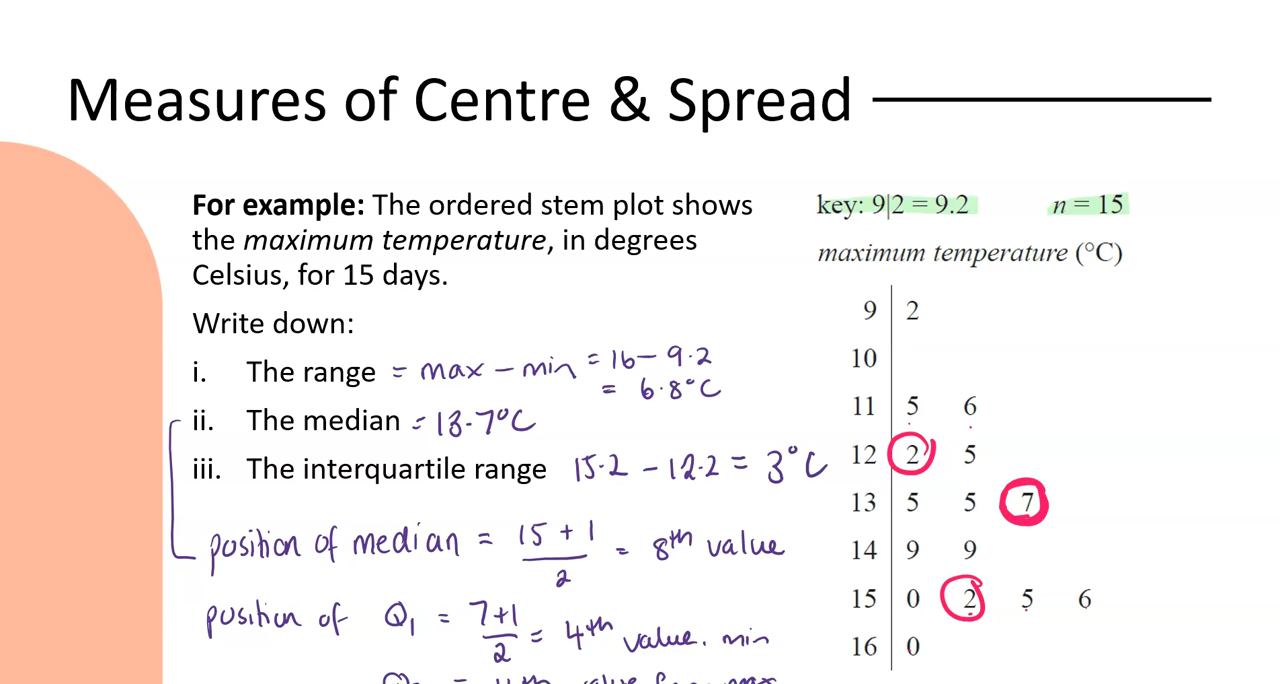 Measures of Centre & Spread
For example: The ordered stem plot shows
the maximum temperature, in degrees
Celsius, for 15 days.
Write down:
i. The range = max - min = 16 - 9.2
= 6.8°C
ii. The median = 13.7°C
iii. The interquartile range 15.2 - 12.2 = 3°C
position of median = 15 + 1 / 2 = 8th value
position of Q1 = 7+1 / 2 = 4th value. min
key: 9|2 = 9.2 n = 15
maximum temperature (°C)
9 | 2
10 |
11 | 5 6
12 | 2 5
13 | 5 5 7
14 | 9 9
15 | 0 2 5 6
16 | 0